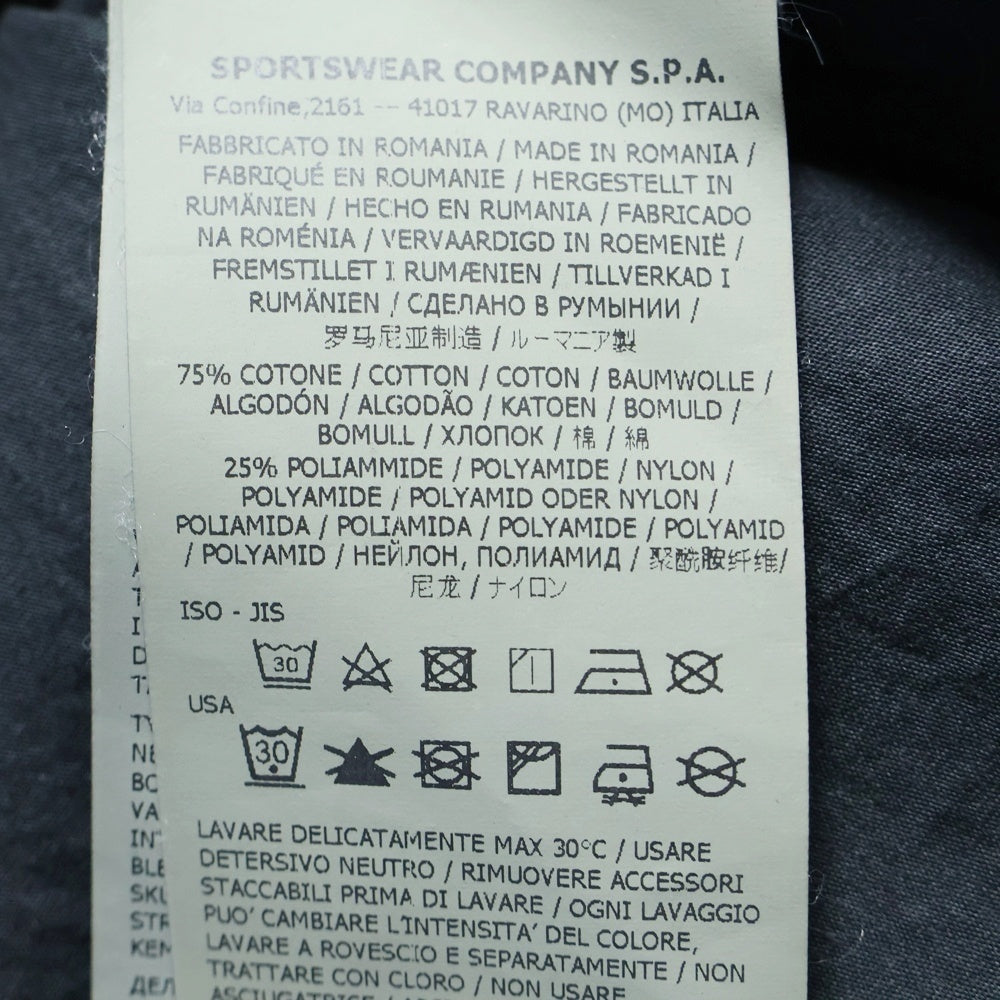 SPORTSWEAR COMPANY S.P.A.
Via Confine,2161 -- 41017 RAVARINO (MO) ITALIA
FABBRICATO IN ROMANIA / MADE IN ROMANIA /
FABRIQUÉ EN ROUMANIE / HERGESTELLT IN
RUMÄNIEN / HECHO EN RUMANIA / FABRICADO
NA ROMÉNIA / VERVAARDIGD IN ROEMENIË /
FREMSTILLET I RUMÆNIEN / TILLVERKAD I
RUMÄNIEN / СДЕЛАНО В РУМЫНИИ /
罗马尼亚制造 / ルーマニア製
75% COTONE / COTTON / COTON / BAUMWOLLE /
ALGODÓN / ALGODÃO / KATOEN / BOMULD /
BOMULL / ХЛОПОК / 棉 / 綿
25% POLIAMMIDE / POLYAMIDE / NYLON /
POLYAMIDE / POLYAMID ODER NYLON /
POLIAMIDA / POLIAMIDA / POLYAMIDE / POLYAMID
/ POLYAMID / НЕЙЛОН, ПОЛИАМИД / 聚酰胺纤维/
尼龙 / ナイロン
ISO - JIS
30
USA
30
LAVARE DELICATAMENTE MAX 30°C / USARE
DETERSIVO NEUTRO / RIMUOVERE ACCESSORI
STACCABILI PRIMA DI LAVARE / OGNI LAVAGGIO
PUO' CAMBIARE L'INTENSITA' DEL COLORE,
LAVARE A ROVESCIO E SEPARATAMENTE / NON
TRATTARE CON CLORO / NON USARE
ASCIUGATRICE /